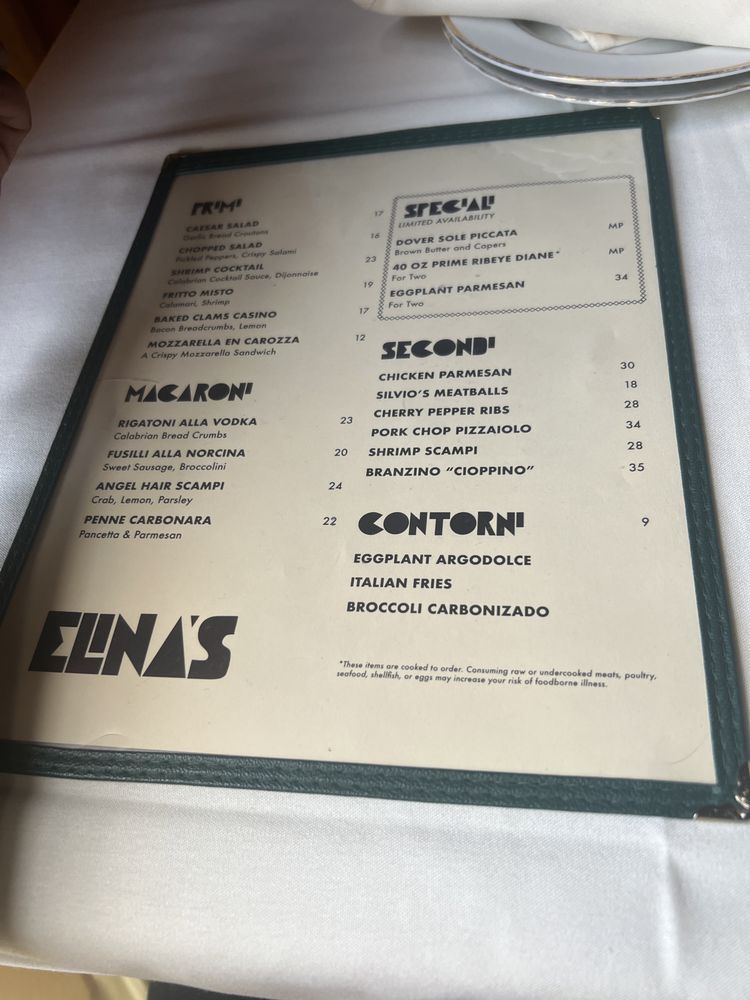 PRIMI
CAESAR SALAD 17
Garlic Bread Croutons
CHOPPED SALAD 16
Pickled Peppers, Crispy Salami
SHRIMP COCKTAIL 23
Calabrian Cocktail Sauce, Dijonnaise
FRITTO MISTO 19
Calamari, Shrimp
BAKED CLAMS CASINO 17
Bacon Breadcrumbs, Lemon
MOZZARELLA EN CAROZZA 12
A Crispy Mozzarella Sandwich
MACARONI
RIGATONI ALLA VODKA 23
Calabrian Bread Crumbs
FUSILLI ALLA NORCINA 20
Sweet Sausage, Broccolini
ANGEL HAIR SCAMPI 24
Crab, Lemon, Parsley
PENNE CARBONARA 22
Pancetta & Parmesan
ELINA'S
SPECIALI
LIMITED AVAILABILITY
DOVER SOLE PICCATA MP
Brown Butter and Capers
40 OZ PRIME RIBEYE DIANE* MP
For Two
EGGPLANT PARMESAN 34
For Two
SECONDI
CHICKEN PARMESAN 30
SILVIO'S MEATBALLS 18
CHERRY PEPPER RIBS 28
PORK CHOP PIZZAIOLO 34
SHRIMP SCAMPI 28
BRANZINO "CIOPPINO" 35
CONTORNI 9
EGGPLANT ARGODOLCE
ITALIAN FRIES
BROCCOLI CARBONIZADO
*These items are cooked to order. Consuming raw or undercooked meats, poultry,
seafood, shellfish, or eggs may increase your risk of foodborne illness.